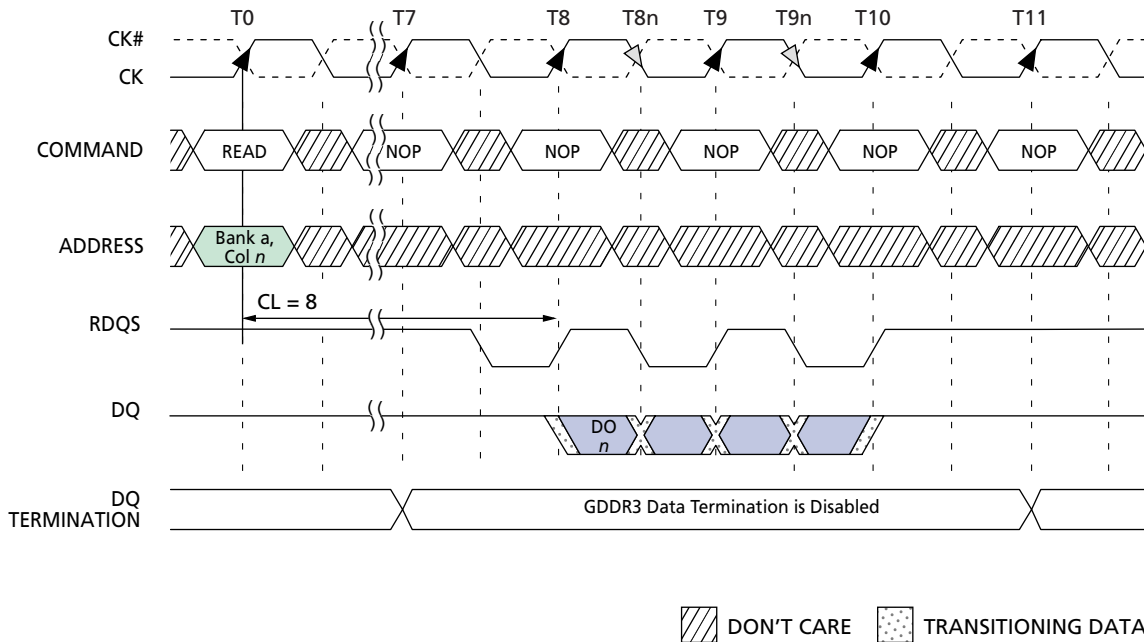 T0 T7 T8 T8n T9 T9n T10 T11
CK#
CK
COMMAND READ NOP NOP NOP NOP NOP
ADDRESS Bank a,
Col n
CL = 8
RDQS
DQ DO
n
DQ
TERMINATION GDDR3 Data Termination is Disabled
DON'T CARE TRANSITIONING DATA